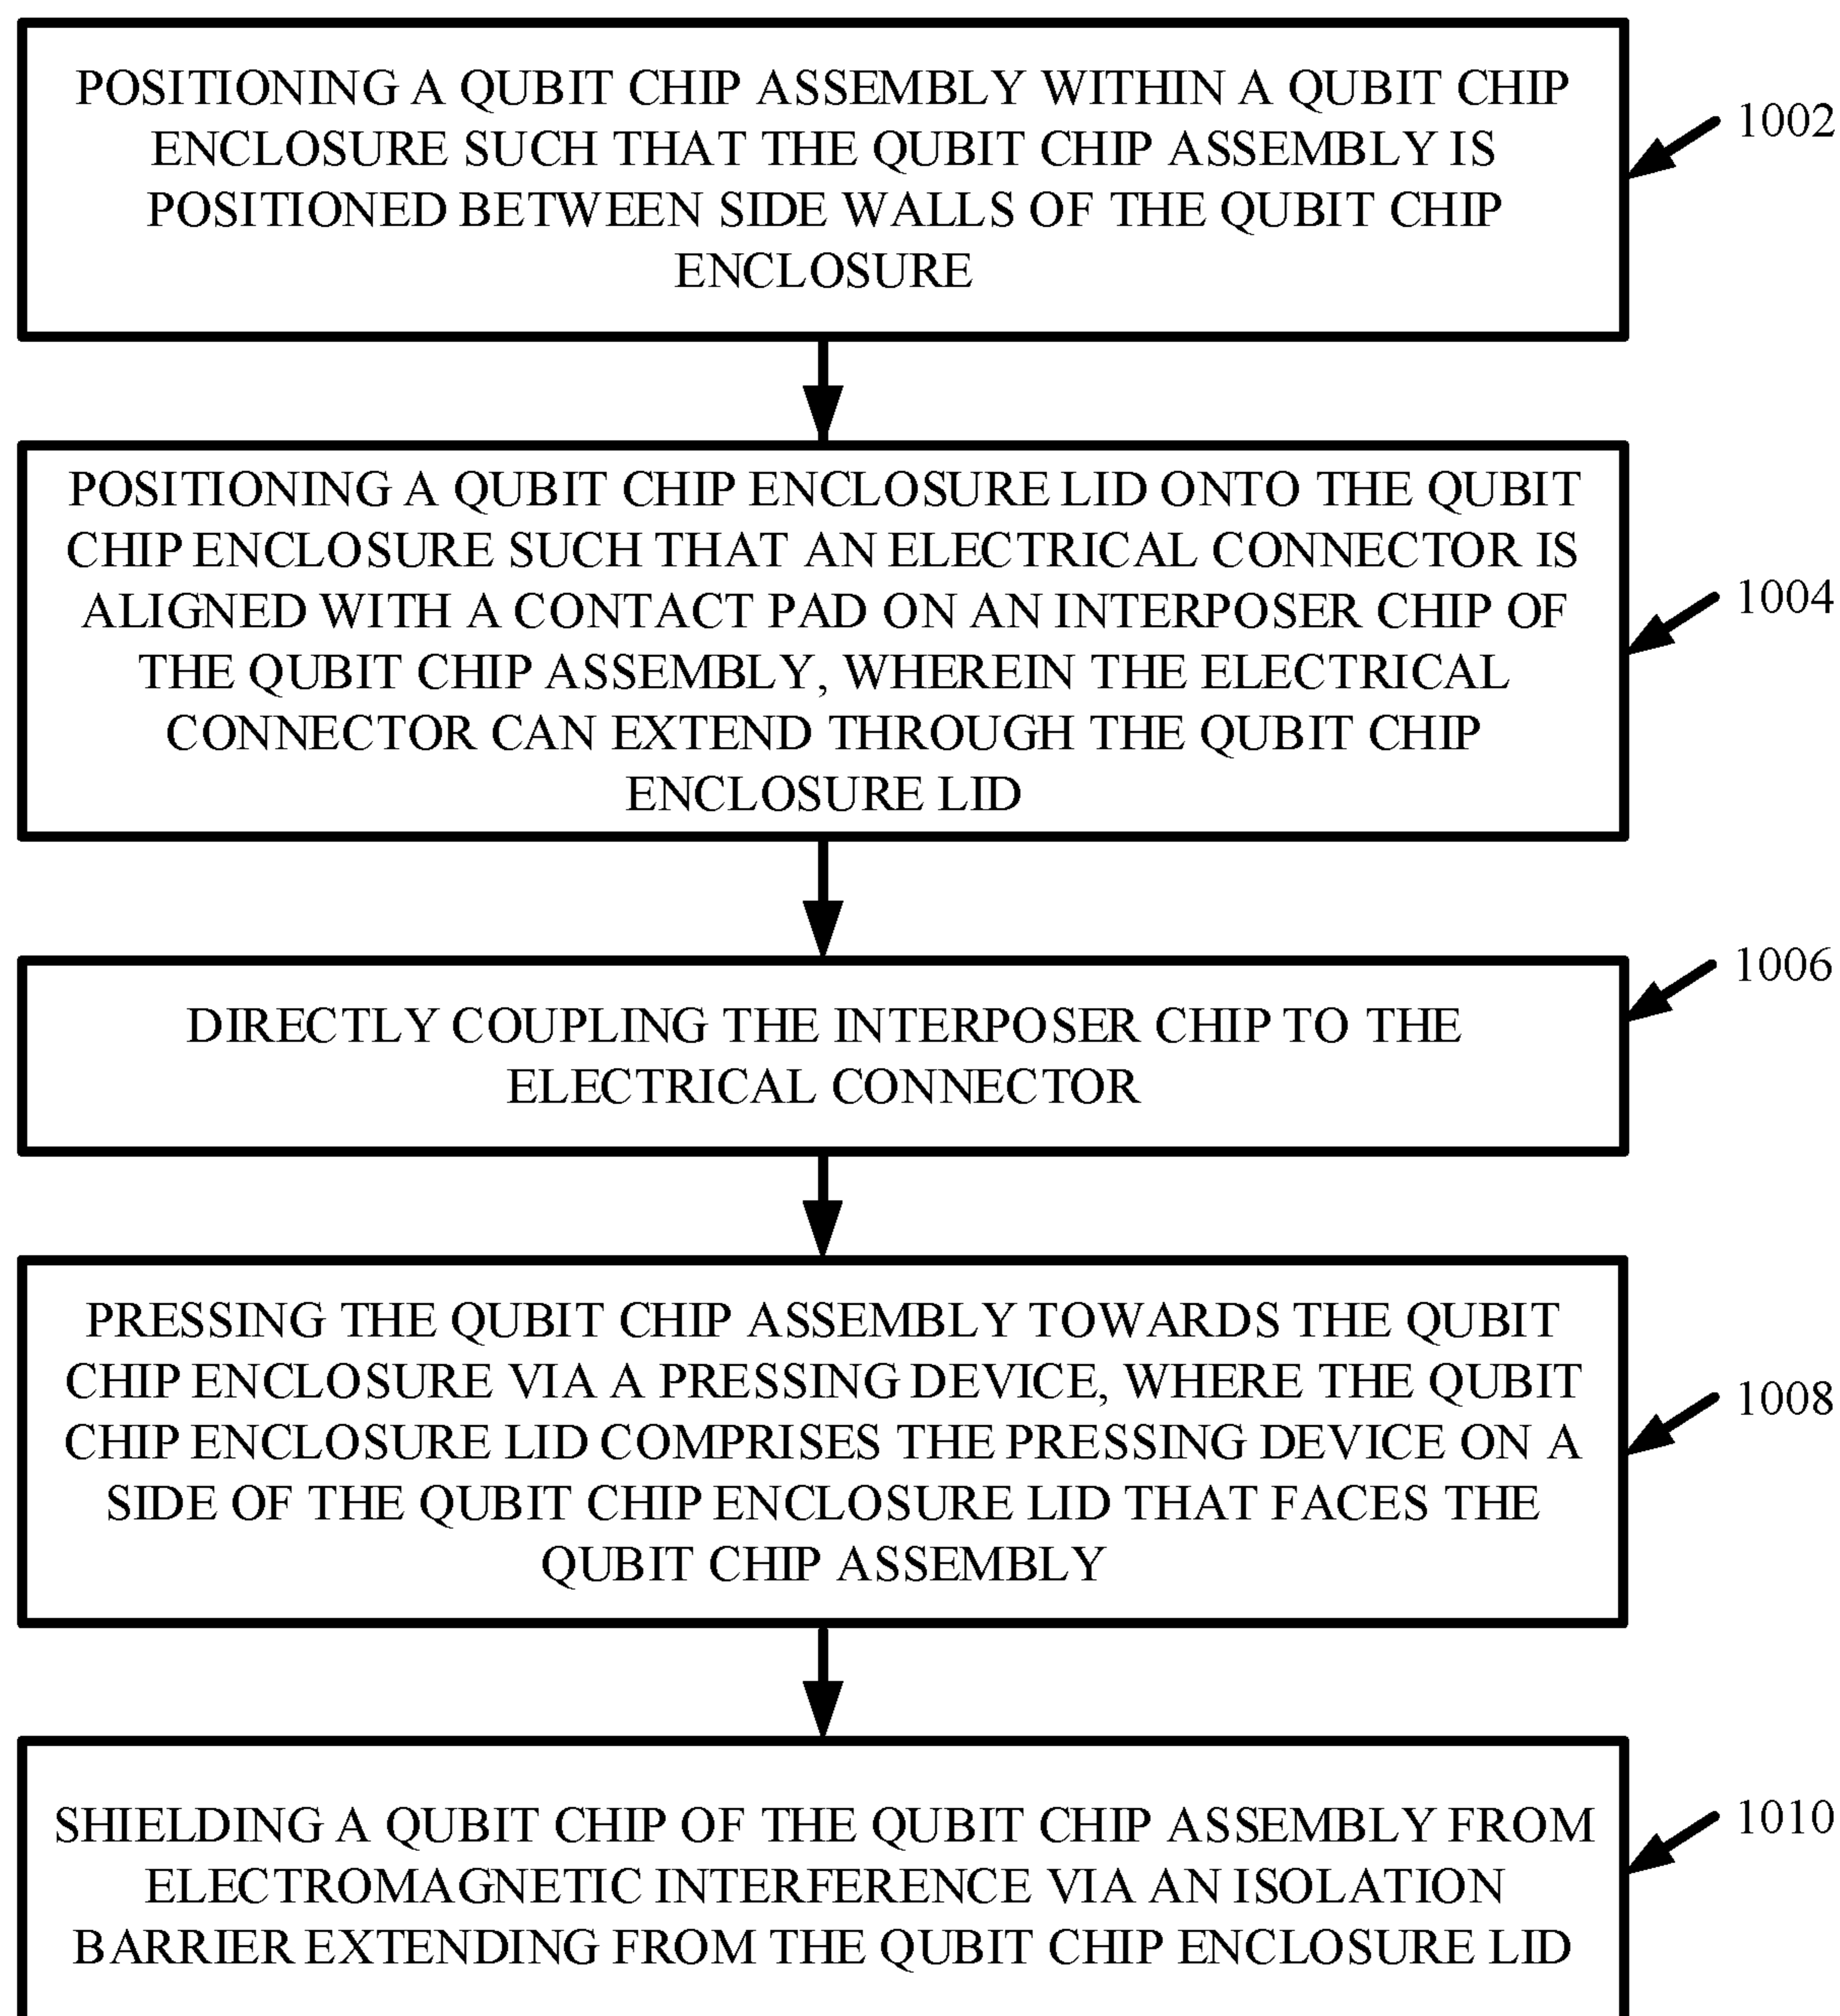 POSITIONING A QUBIT CHIP ASSEMBLY WITHIN A QUBIT CHIP
ENCLOSURE SUCH THAT THE QUBIT CHIP ASSEMBLY IS
POSITIONED BETWEEN SIDE WALLS OF THE QUBIT CHIP
ENCLOSURE
1002
POSITIONING A QUBIT CHIP ENCLOSURE LID ONTO THE QUBIT
CHIP ENCLOSURE SUCH THAT AN ELECTRICAL CONNECTOR IS
ALIGNED WITH A CONTACT PAD ON AN INTERPOSER CHIP OF
THE QUBIT CHIP ASSEMBLY, WHEREIN THE ELECTRICAL
CONNECTOR CAN EXTEND THROUGH THE QUBIT CHIP
ENCLOSURE LID
1004
DIRECTLY COUPLING THE INTERPOSER CHIP TO THE
ELECTRICAL CONNECTOR
1006
PRESSING THE QUBIT CHIP ASSEMBLY TOWARDS THE QUBIT
CHIP ENCLOSURE VIA A PRESSING DEVICE, WHERE THE QUBIT
CHIP ENCLOSURE LID COMPRISES THE PRESSING DEVICE ON A
SIDE OF THE QUBIT CHIP ENCLOSURE LID THAT FACES THE
QUBIT CHIP ASSEMBLY
1008
SHIELDING A QUBIT CHIP OF THE QUBIT CHIP ASSEMBLY FROM
ELECTROMAGNETIC INTERFERENCE VIA AN ISOLATION
BARRIER EXTENDING FROM THE QUBIT CHIP ENCLOSURE LID
1010